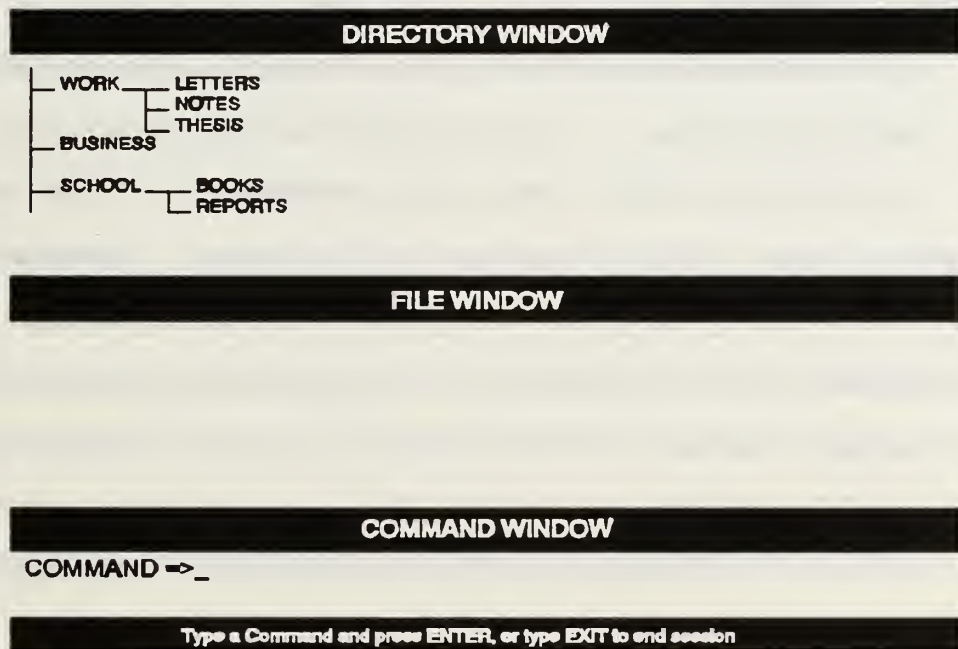 DIRECTORY WINDOW
WORK LETTERS
NOTES
THESIS
BUSINESS
SCHOOL BOOKS
REPORTS
FILE WINDOW
COMMAND WINDOW
COMMAND =>_
Type a Command and press ENTER, or type EXIT to end session